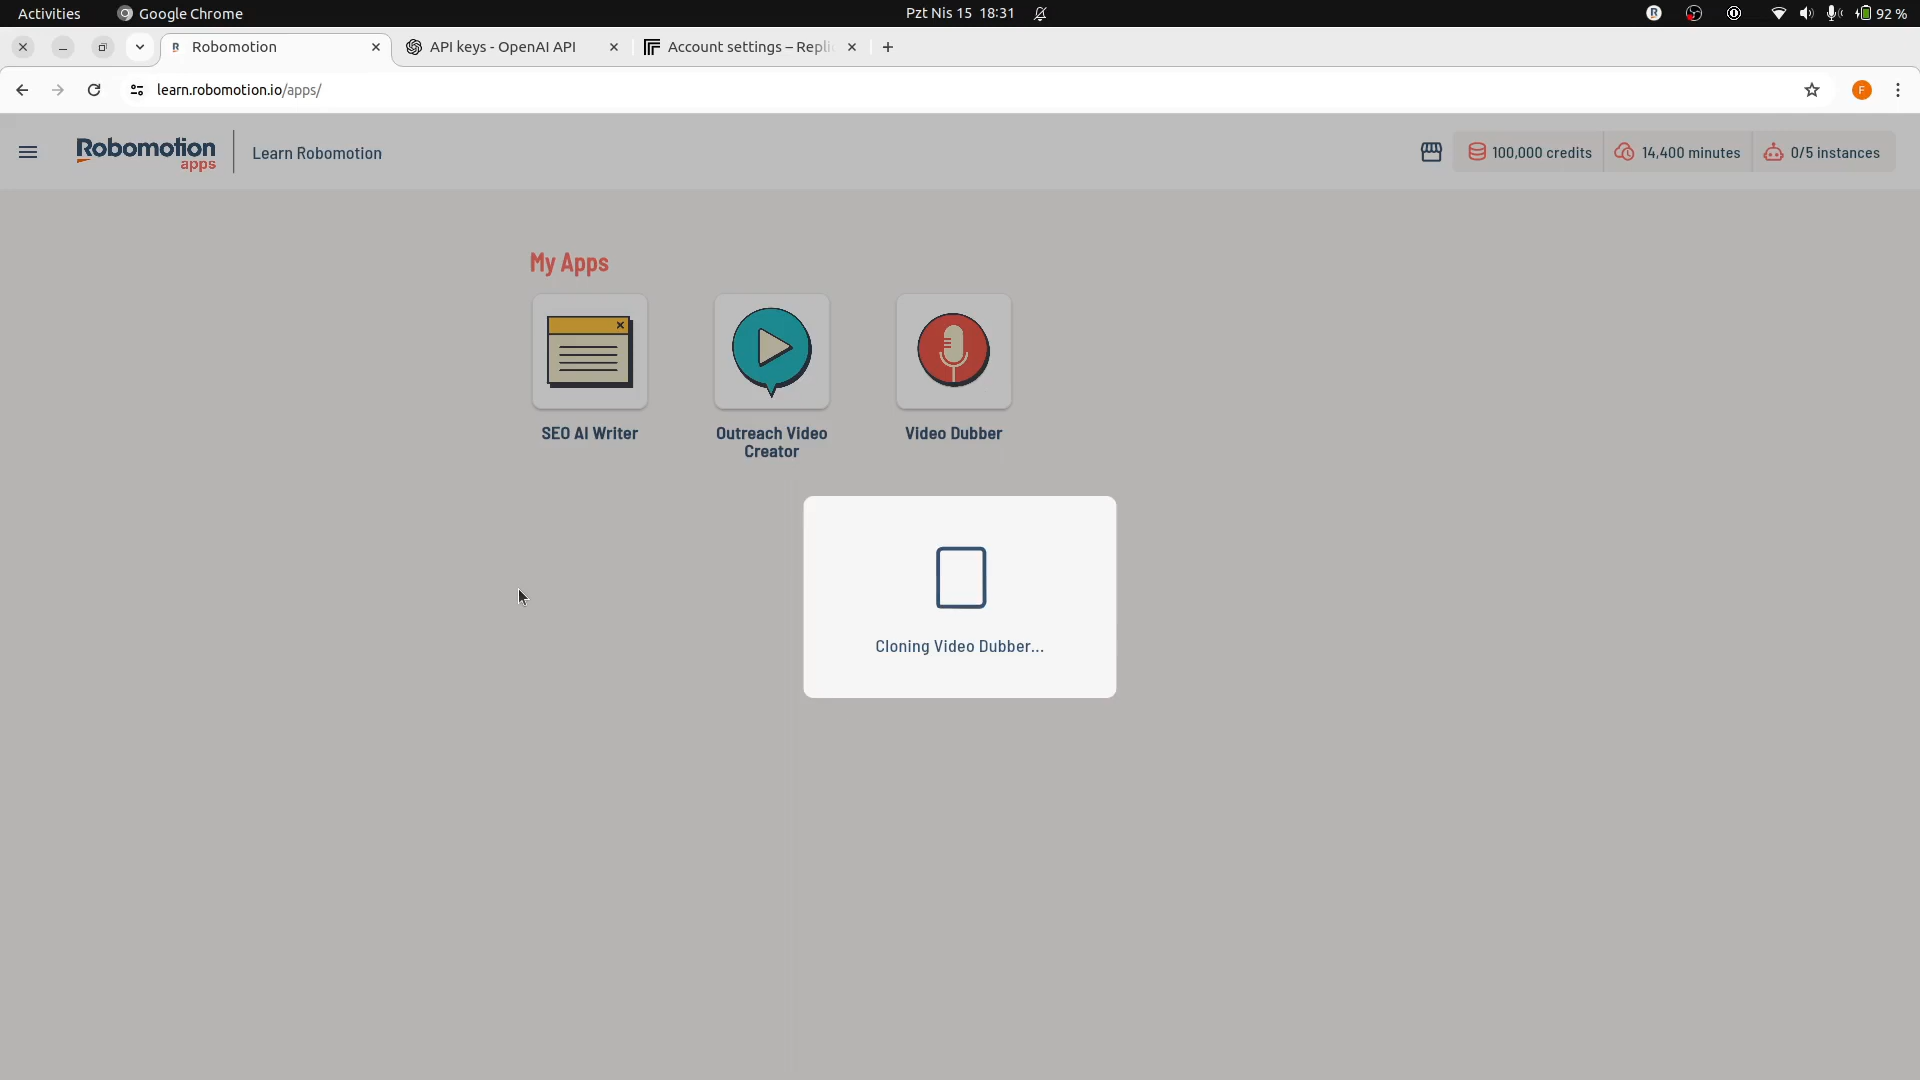 Activities
Google Chrome
Pzt Nis 15 18:31
92 %
Robomotion
API keys - OpenAI API
Account settings – Repli
learn.robomotion.io/apps/
F
Robomotion
apps
Learn Robomotion
100,000 credits
14,400 minutes
0/5 instances
My Apps
SEO AI Writer
Outreach Video
Creator
Video Dubber
Cloning Video Dubber...